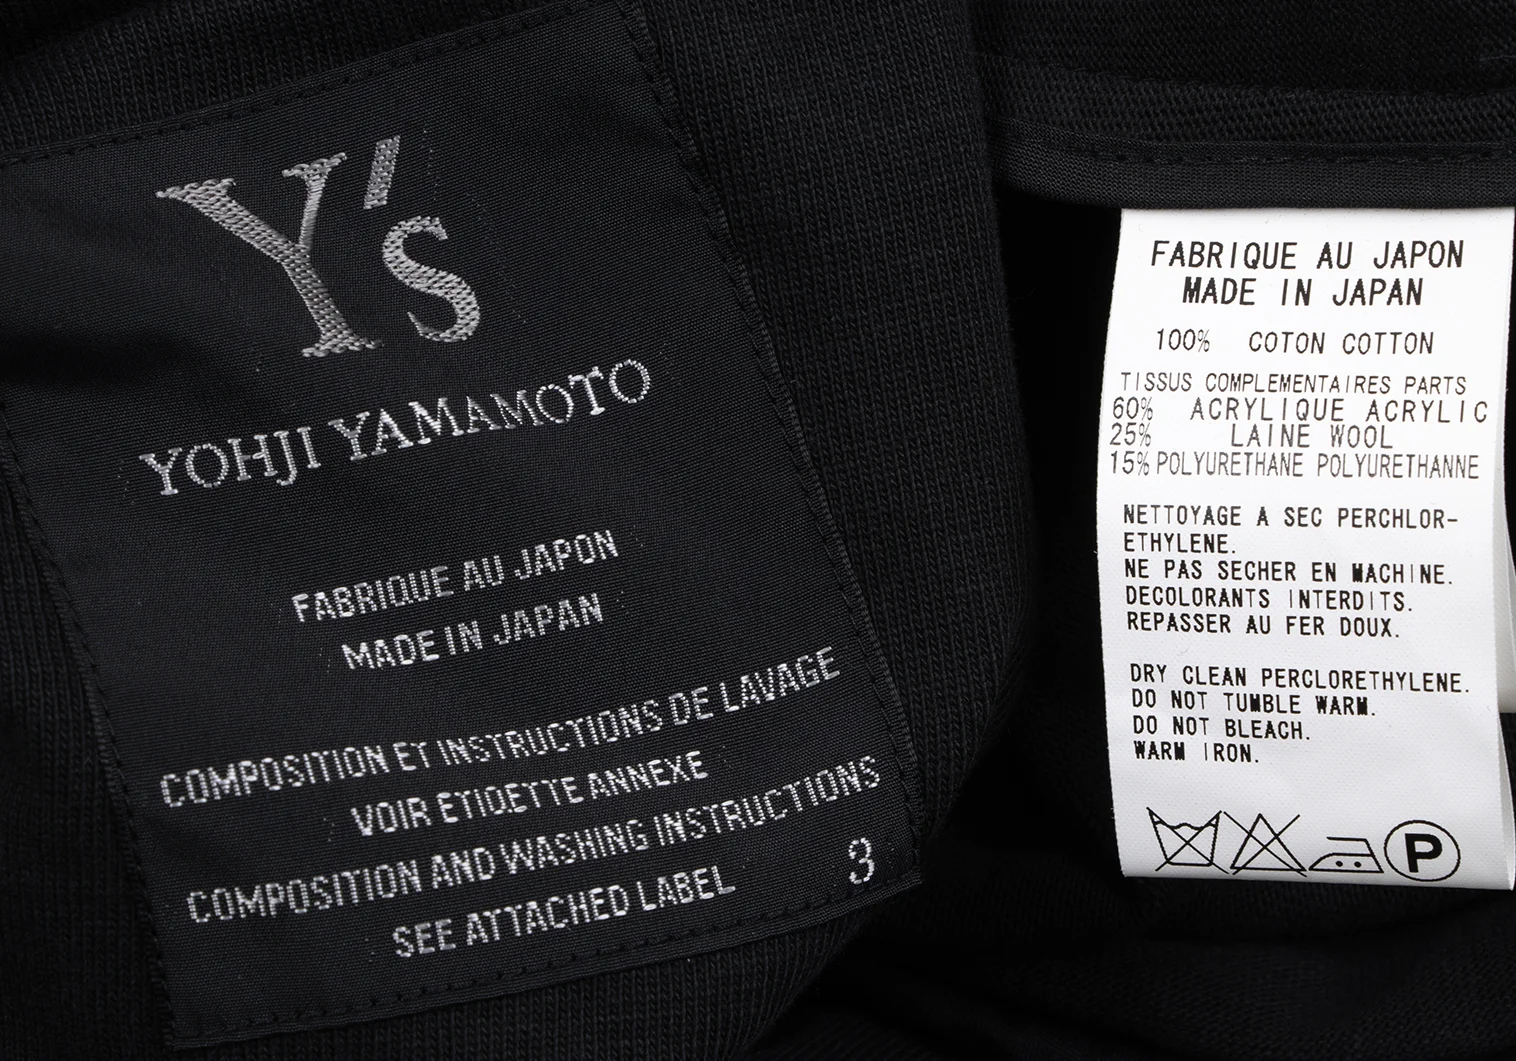 Y's
YOHJI YAMAMOTO
FABRIQUE AU JAPON
MADE IN JAPAN
COMPOSITION ET INSTRUCTIONS DE LAVAGE
VOIR ETIQETTE ANNEXE
COMPOSITION AND WASHING INSTRUCTIONS
SEE ATTACHED LABEL
3
FABRIQUE AU JAPON
MADE IN JAPAN
100% COTON COTTON
TISSUS COMPLEMENTAIRES PARTS
60% ACRYLIQUE ACRYLIC
25% LAINE WOOL
15% POLYURETHANE POLYURETHANNE
NETTOYAGE A SEC PERCHLOR-
ETHYLENE.
NE PAS SECHER EN MACHINE.
DECOLORANTS INTERDITS.
REPASSER AU FER DOUX.
DRY CLEAN PERCLORETHYLENE.
DO NOT TUMBLE WARM.
DO NOT BLEACH.
WARM IRON.
P